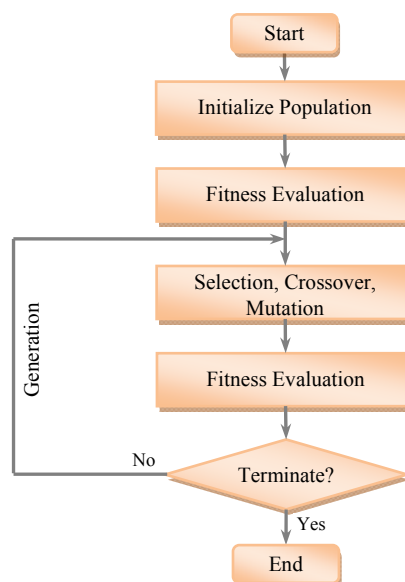 Start
Initialize Population
Fitness Evaluation
Selection, Crossover,
Mutation
Generation
Fitness Evaluation
No
Terminate?
Yes
End